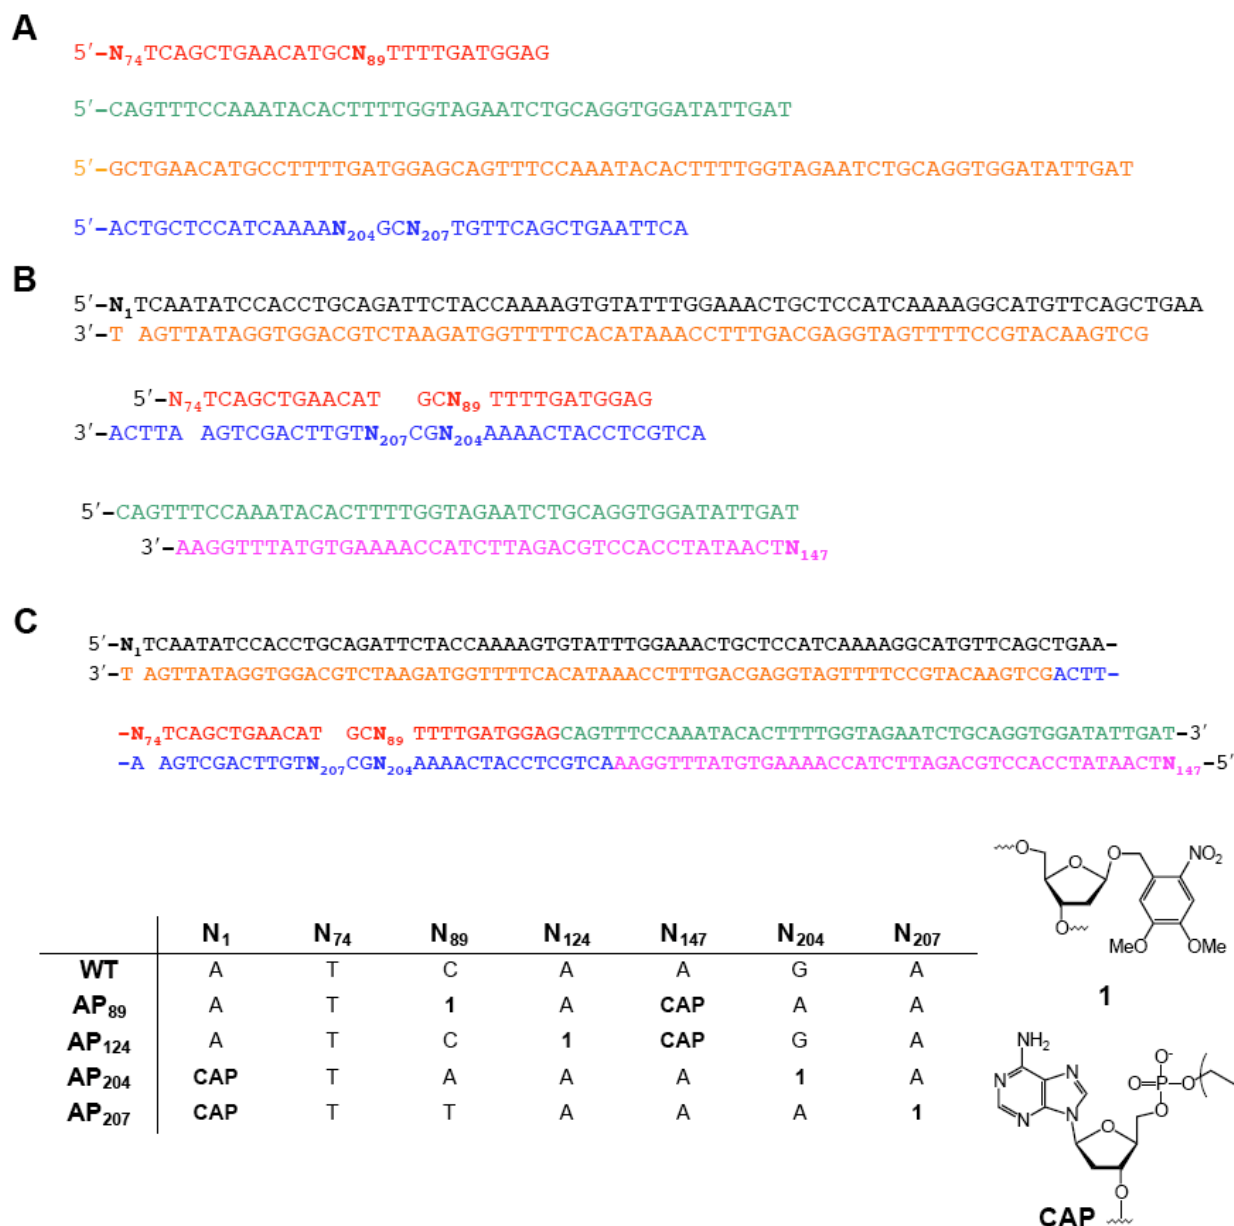 A
5′-N74TCAGCTGAACATGCN89TTTTGATGGAG
5′-CAGTTTCCAAATACACTTTTGGTAGAATCTGCAGGTGGATATTGAT
5′-GCTGAACATGCCTTTTGATGGAGCAGTTTCCAAATACACTTTTGGTAGAATCTGCAGGTGGATATTGAT
5′-ACTGCTCCATCAAAAN204GCN207TGTTCAGCTGAATTCA
B
5′-N1TCAATATCCACCTGCAGATTCTACCAAAAGTGTATTTGGAAACTGCTCCATCAAAAGGCATGTTCAGCTGAA
3′-T AGTTATAGGTGGACGTCTAAGATGGTTTTCACATAAACCTTTGACGAGGTAGTTTTCCGTACAAGTCG
5′-N74TCAGCTGAACAT GCN89 TTTTGATGGAG
3′-ACTTA AGTCGACTTGTN207CGN204AAAACTACCTCGTCA
5′-CAGTTTCCAAATACACTTTTGGTAGAATCTGCAGGTGGATATTGAT
3′-AAGGTTTATGTGAAAACCATCTTAGACGTCCACCTATAACTN147
C
5′-N1TCAATATCCACCTGCAGATTCTACCAAAAGTGTATTTGGAAACTGCTCCATCAAAAGGCATGTTCAGCTGAA-
3′-T AGTTATAGGTGGACGTCTAAGATGGTTTTCACATAAACCTTTGACGAGGTAGTTTTCCGTACAAGTCGACTT-
-N74TCAGCTGAACAT GCN89 TTTTGATGGAGCAGTTTCCAAATACACTTTTGGTAGAATCTGCAGGTGGATATTGAT-3′
-A AGTCGACTTGTN207CGN204AAAACTACCTCGTCAAAGGTTTATGTGAAAACCATCTTAGACGTCCACCTATAACTN147-5′
N1 N74 N89 N124 N147 N204 N207
WT A T C A A G A
AP89 A T 1 A CAP A A
AP124 A T C 1 CAP G A
AP204 CAP T A A A 1 A
AP207 CAP T T A A A 1
O O O NO2
O MeO OMe
1
NH2 O-
N N O=P-O
N N O O
O
CAP